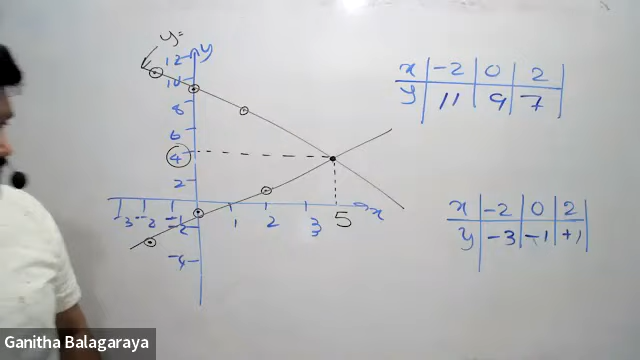 y=
y
12
10
8
6
4
2
-3 -2 -1 1 2 3 5 x
-2
-4
x -2 0 2
y 11 9 7
x -2 0 2
y -3 -1 +1
Ganitha Balagaraya